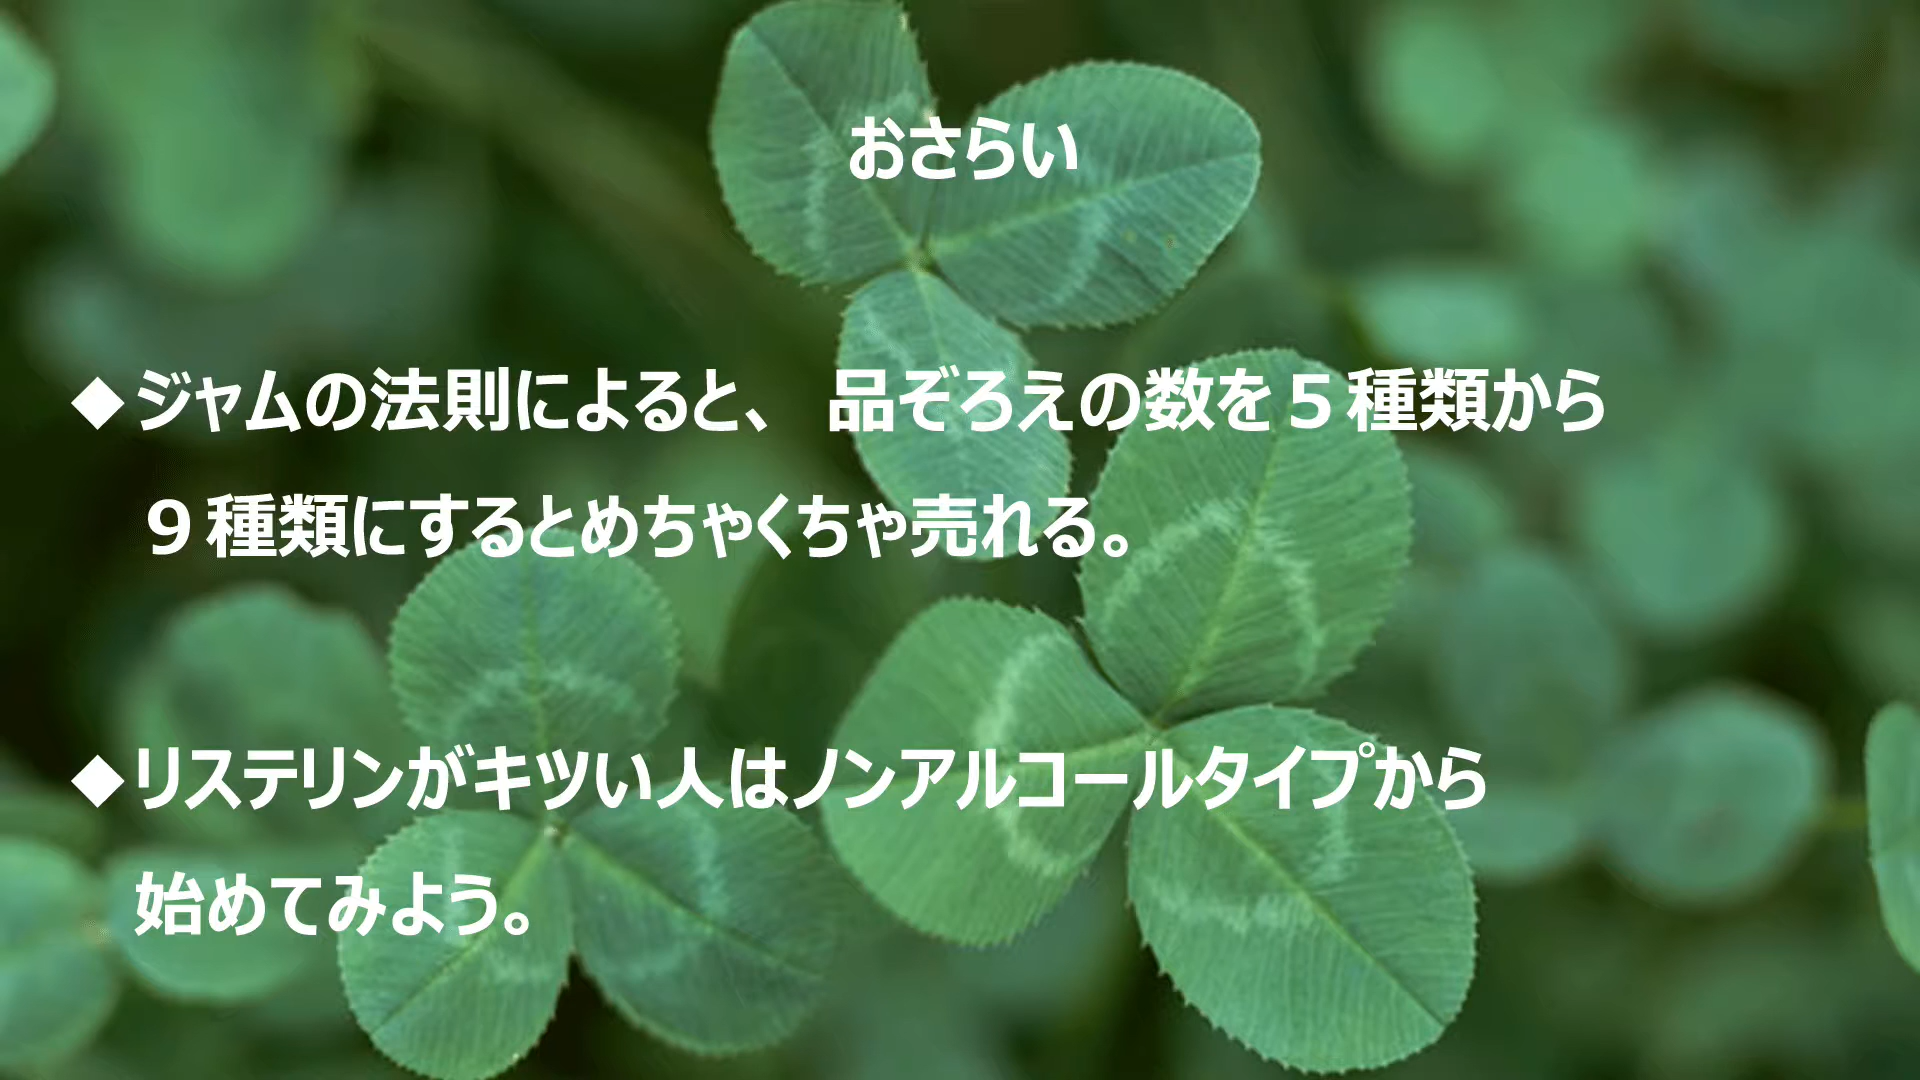 おさらい
◆ジャムの法則によると、 品ぞろえの数を５種類から
９種類にするとめちゃくちゃ売れる。
◆リステリンがキツい人はノンアルコールタイプから
始めてみよう。